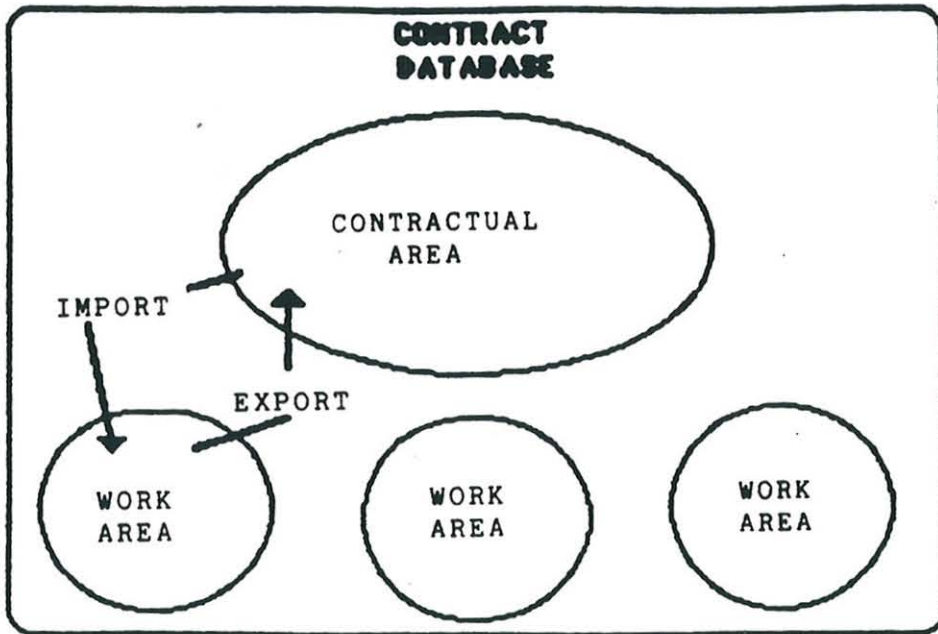 CONTRACT
DATABASE
CONTRACTUAL
AREA
IMPORT
EXPORT
WORK
AREA
WORK
AREA
WORK
AREA